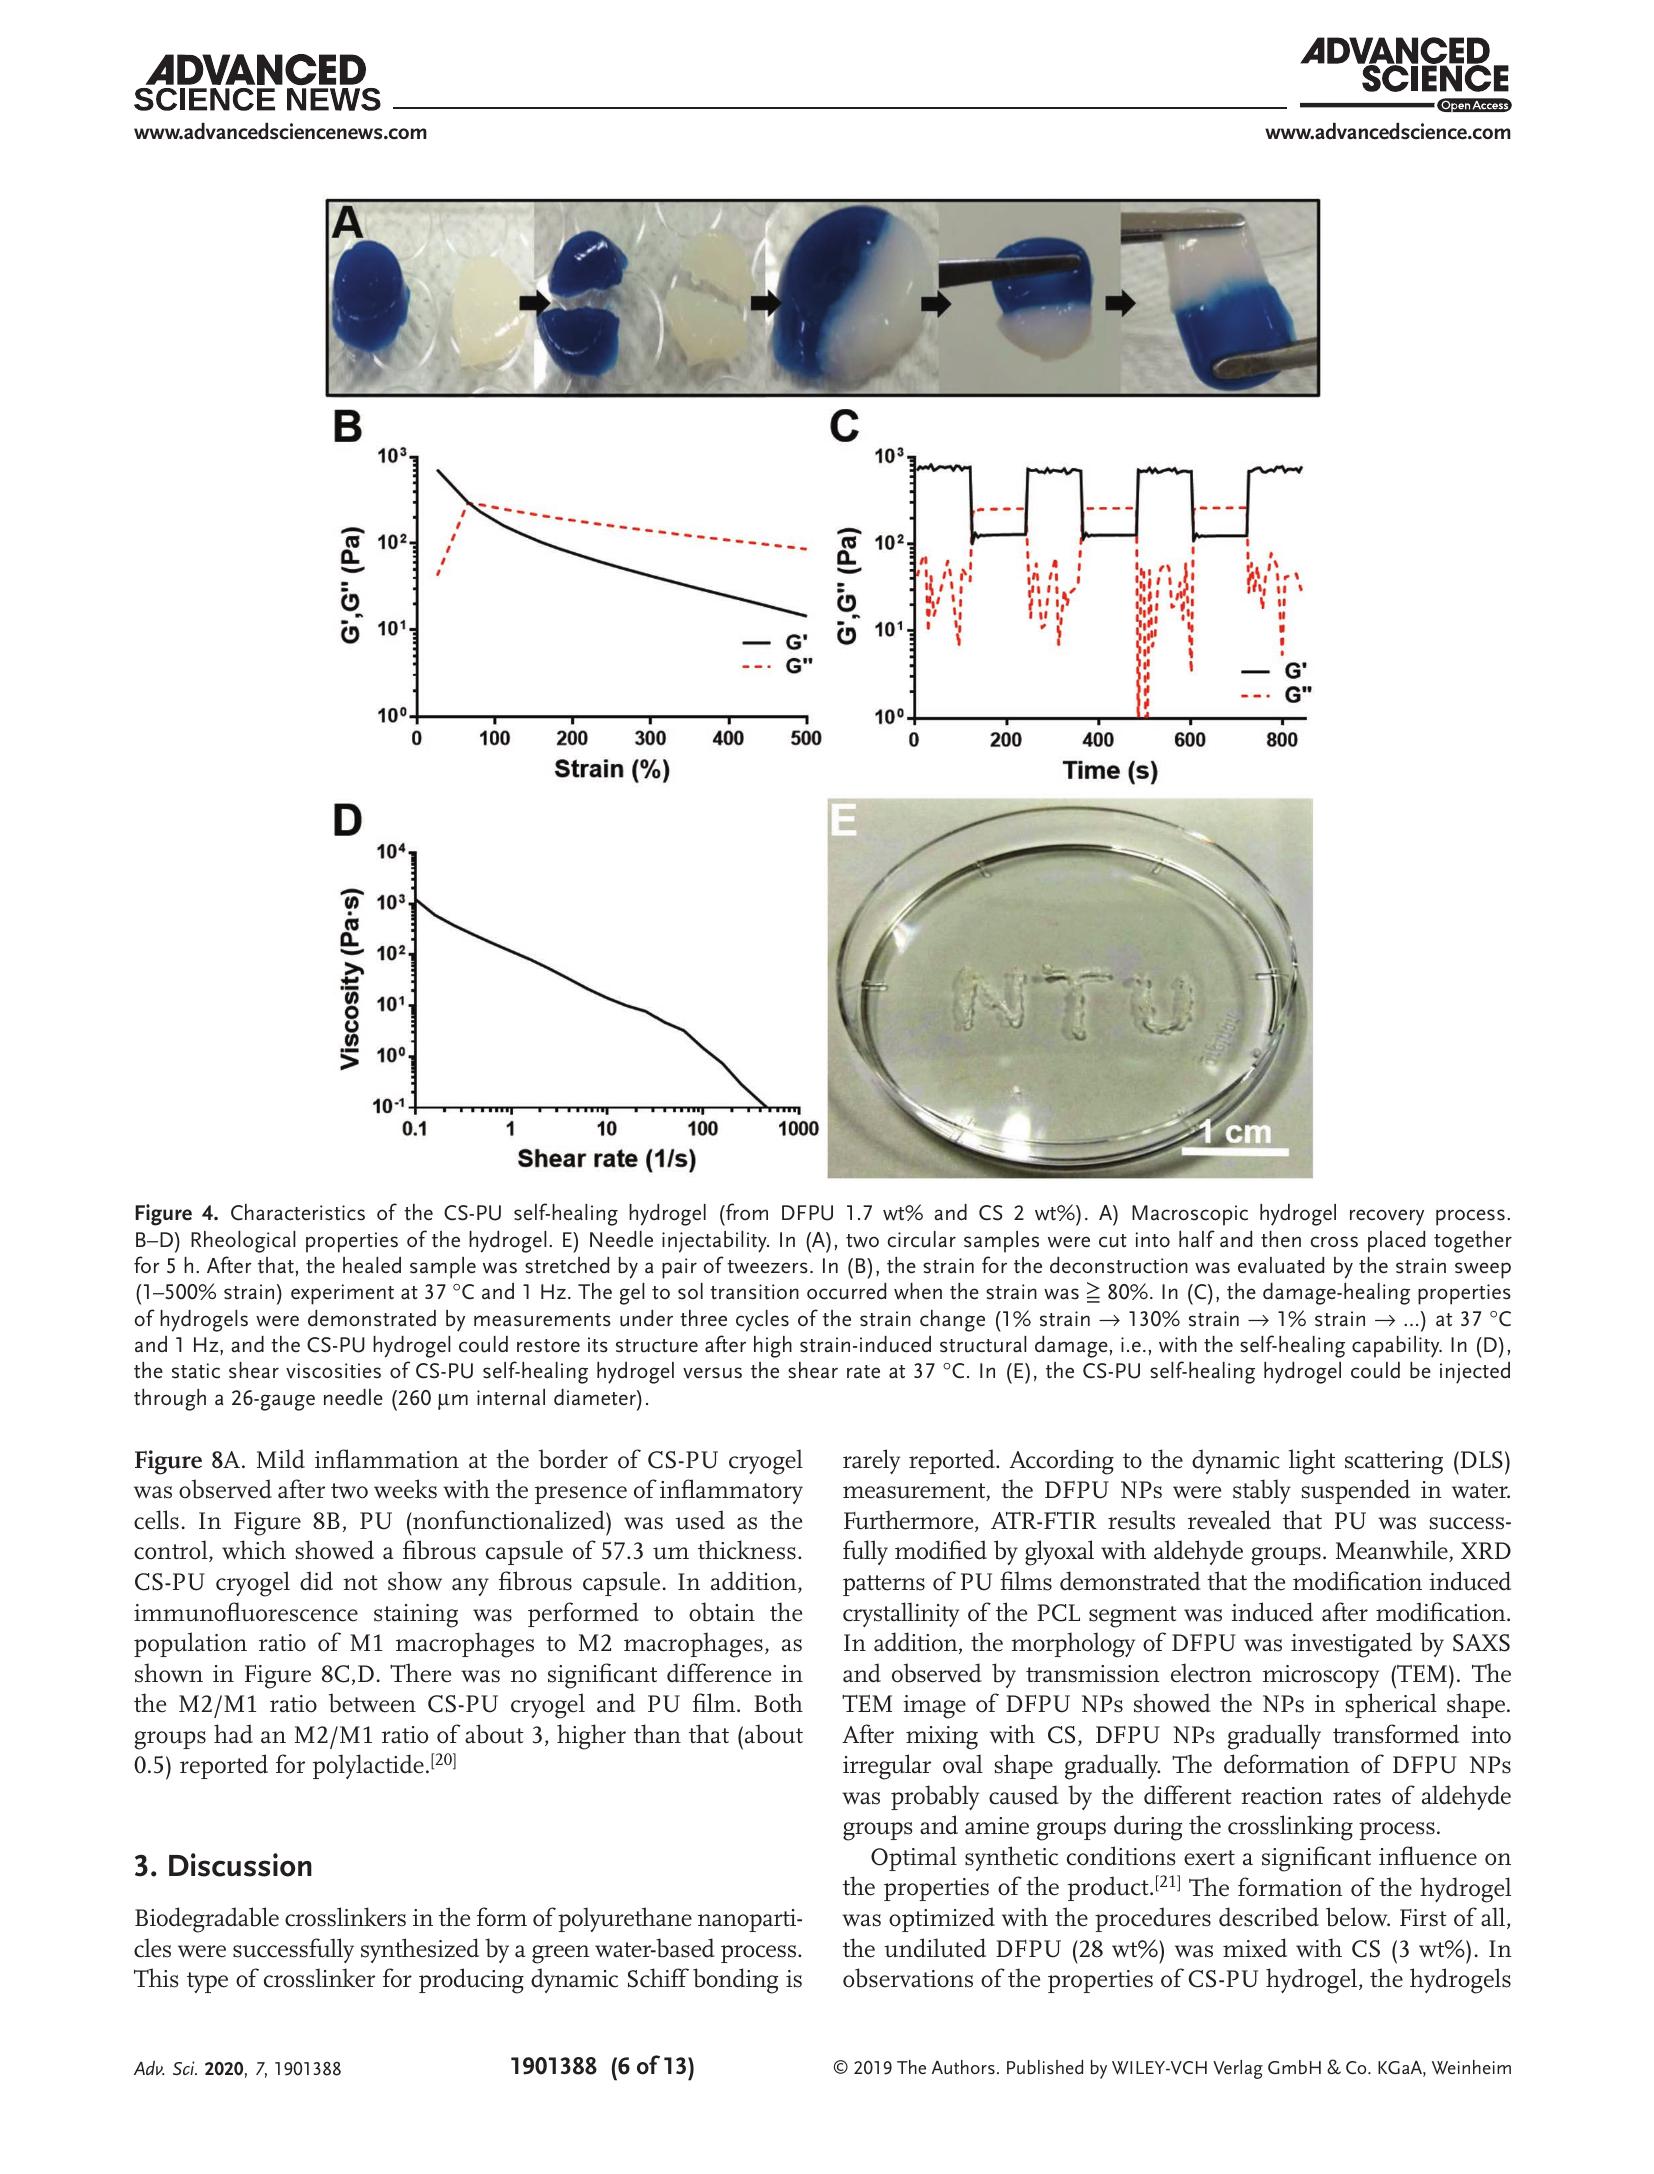 ADVANCED
SCIENCE NEWS
www.advancedsciencenews.com
ADVANCED
SCIENCE
Open Access
www.advancedscience.com
A
B
10³
10²
10¹
10⁰
G',G'' (Pa)
G'
G''
0 100 200 300 400 500
Strain (%)
C
10³
10²
10¹
10⁰
G',G'' (Pa)
G'
G''
0 200 400 600 800
Time (s)
D
10⁴
10³
10²
10¹
10⁰
10⁻¹
Viscosity (Pa·s)
0.1 1 10 100 1000
Shear rate (1/s)
E
NTU
1 cm
Figure 4. Characteristics of the CS-PU self-healing hydrogel (from DFPU 1.7 wt% and CS 2 wt%). A) Macroscopic hydrogel recovery process.
B–D) Rheological properties of the hydrogel. E) Needle injectability. In (A), two circular samples were cut into half and then cross placed together
for 5 h. After that, the healed sample was stretched by a pair of tweezers. In (B), the strain for the deconstruction was evaluated by the strain sweep
(1–500% strain) experiment at 37 °C and 1 Hz. The gel to sol transition occurred when the strain was ≧ 80%. In (C), the damage-healing properties
of hydrogels were demonstrated by measurements under three cycles of the strain change (1% strain → 130% strain → 1% strain → ...) at 37 °C
and 1 Hz, and the CS-PU hydrogel could restore its structure after high strain-induced structural damage, i.e., with the self-healing capability. In (D),
the static shear viscosities of CS-PU self-healing hydrogel versus the shear rate at 37 °C. In (E), the CS-PU self-healing hydrogel could be injected
through a 26-gauge needle (260 µm internal diameter).
Figure 8A. Mild inflammation at the border of CS-PU cryogel
was observed after two weeks with the presence of inflammatory
cells. In Figure 8B, PU (nonfunctionalized) was used as the
control, which showed a fibrous capsule of 57.3 um thickness.
CS-PU cryogel did not show any fibrous capsule. In addition,
immunofluorescence staining was performed to obtain the
population ratio of M1 macrophages to M2 macrophages, as
shown in Figure 8C,D. There was no significant difference in
the M2/M1 ratio between CS-PU cryogel and PU film. Both
groups had an M2/M1 ratio of about 3, higher than that (about
0.5) reported for polylactide.[20]
3. Discussion
Biodegradable crosslinkers in the form of polyurethane nanoparti-
cles were successfully synthesized by a green water-based process.
This type of crosslinker for producing dynamic Schiff bonding is
rarely reported. According to the dynamic light scattering (DLS)
measurement, the DFPU NPs were stably suspended in water.
Furthermore, ATR-FTIR results revealed that PU was success-
fully modified by glyoxal with aldehyde groups. Meanwhile, XRD
patterns of PU films demonstrated that the modification induced
crystallinity of the PCL segment was induced after modification.
In addition, the morphology of DFPU was investigated by SAXS
and observed by transmission electron microscopy (TEM). The
TEM image of DFPU NPs showed the NPs in spherical shape.
After mixing with CS, DFPU NPs gradually transformed into
irregular oval shape gradually. The deformation of DFPU NPs
was probably caused by the different reaction rates of aldehyde
groups and amine groups during the crosslinking process.
Optimal synthetic conditions exert a significant influence on
the properties of the product.[21] The formation of the hydrogel
was optimized with the procedures described below. First of all,
the undiluted DFPU (28 wt%) was mixed with CS (3 wt%). In
observations of the properties of CS-PU hydrogel, the hydrogels
Adv. Sci. 2020, 7, 1901388
1901388 (6 of 13)
© 2019 The Authors. Published by WILEY-VCH Verlag GmbH & Co. KGaA, Weinheim